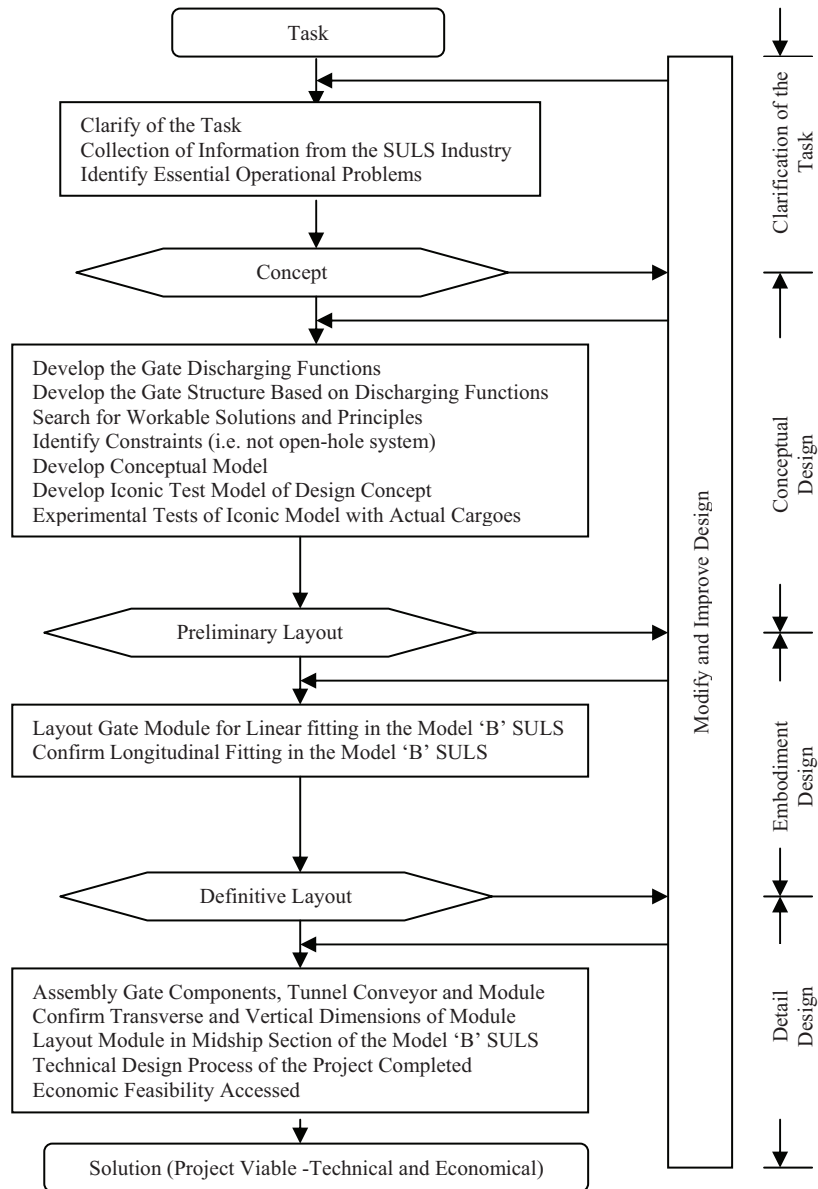 Task
Clarify of the Task
Collection of Information from the SULS Industry
Identify Essential Operational Problems
Concept
Develop the Gate Discharging Functions
Develop the Gate Structure Based on Discharging Functions
Search for Workable Solutions and Principles
Identify Constraints (i.e. not open-hole system)
Develop Conceptual Model
Develop Iconic Test Model of Design Concept
Experimental Tests of Iconic Model with Actual Cargoes
Preliminary Layout
Layout Gate Module for Linear fitting in the Model ‘B’ SULS
Confirm Longitudinal Fitting in the Model ‘B’ SULS
Definitive Layout
Assembly Gate Components, Tunnel Conveyor and Module
Confirm Transverse and Vertical Dimensions of Module
Layout Module in Midship Section of the Model ‘B’ SULS
Technical Design Process of the Project Completed
Economic Feasibility Accessed
Solution (Project Viable -Technical and Economical)
Modify and Improve Design
Clarification of the
Task
Conceptual
Design
Embodiment
Design
Detail
Design